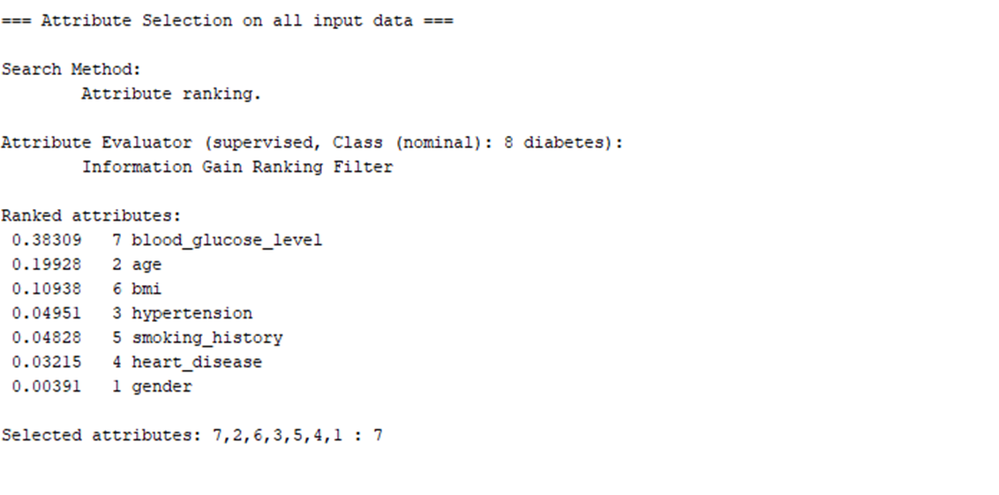 === Attribute Selection on all input data ===
Search Method:
Attribute ranking.
Attribute Evaluator (supervised, Class (nominal): 8 diabetes):
Information Gain Ranking Filter
Ranked attributes:
0.38309 7 blood_glucose_level
0.19928 2 age
0.10938 6 bmi
0.04951 3 hypertension
0.04828 5 smoking_history
0.03215 4 heart_disease
0.00391 1 gender
Selected attributes: 7,2,6,3,5,4,1 : 7